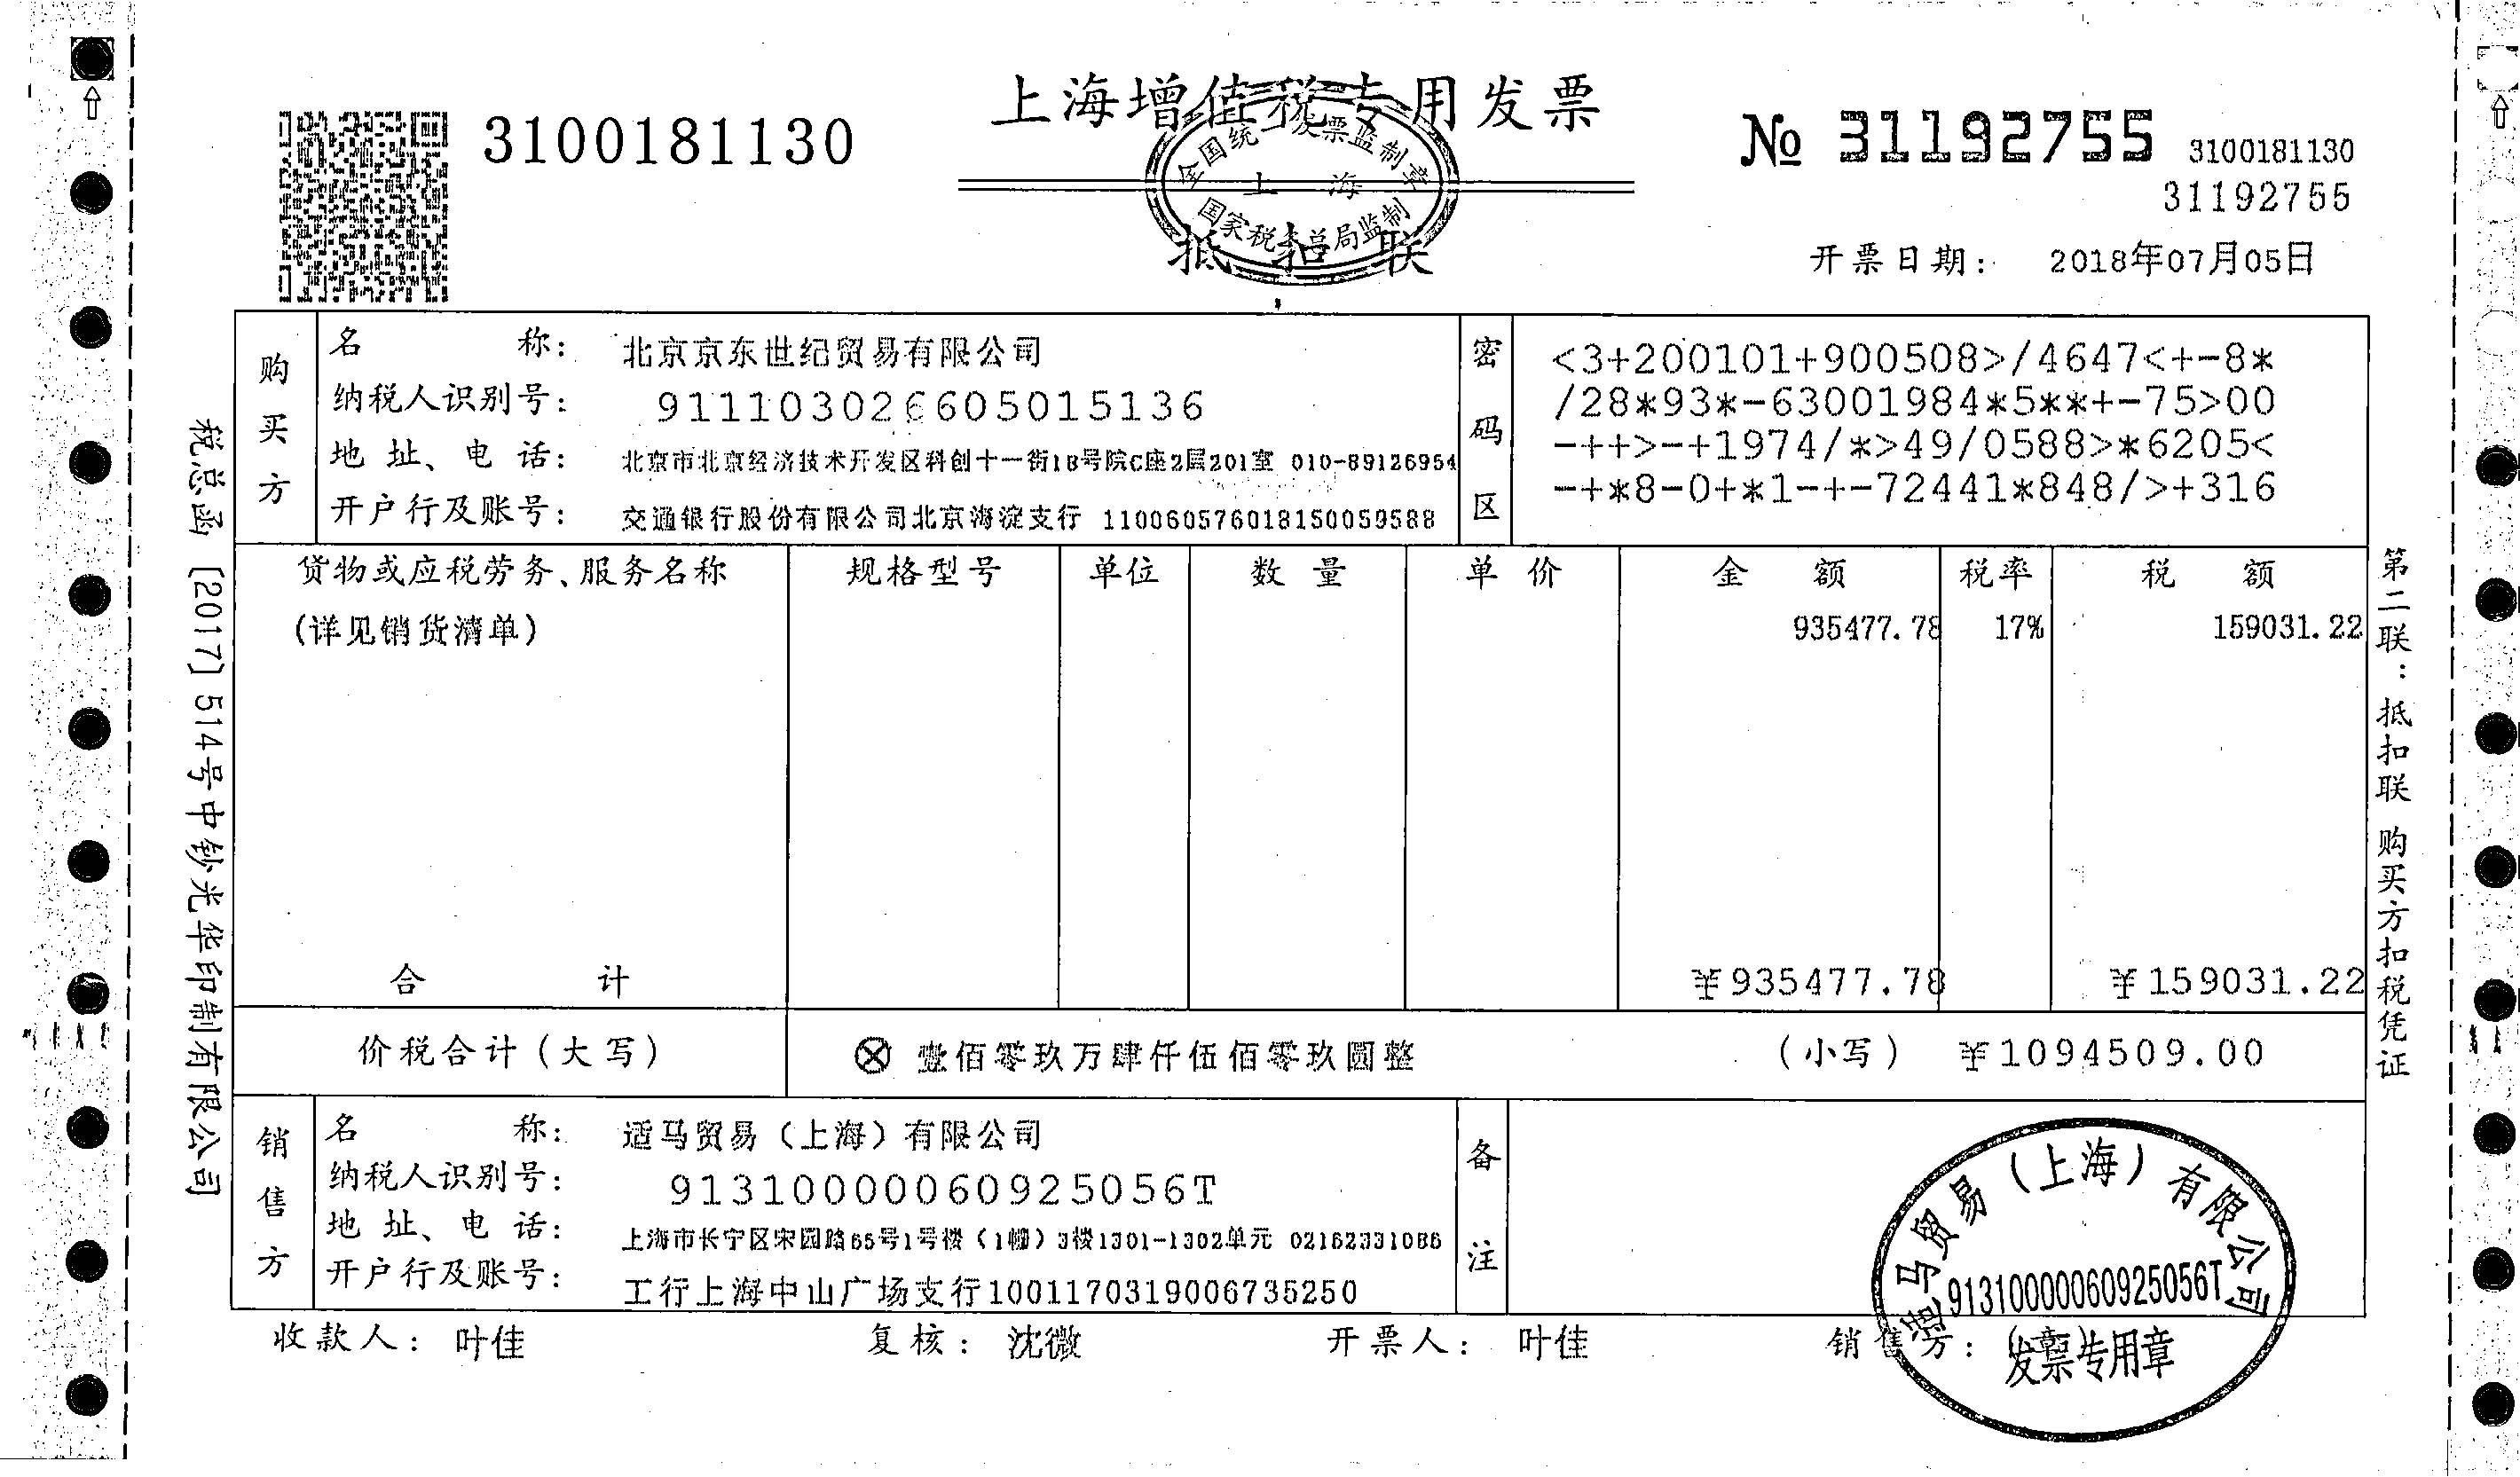 上海增值税专用发票
3100181130
№ 31192755
3100181130
31192755
全国统一发票监制章
上海
国家税务总局监制
抵扣联
开票日期: 2018年07月05日
购买方
名称: 北京京东世纪贸易有限公司
纳税人识别号: 911103026605015136
地址、电话: 北京市北京经济技术开发区科创十一街18号院C座2层201室 010-89126954
开户行及账号: 交通银行股份有限公司北京海淀支行 110060576018150059588
密码区
<3+200101+900508>/4647<+-8*
/28*93*-63001984*5**+-75>00
-++>-+1974/*>49/0588>*6205<
-+*8-0+*1-+-72441*848/>+316
货物或应税劳务、服务名称 规格型号 单位 数量 单价 金额 税率 税额
(详见销货清单) 935477.78 17% 159031.22
合计 ¥935477.78 ¥159031.22
价税合计(大写) ⊗ 壹佰零玖万肆仟伍佰零玖圆整 (小写) ¥1094509.00
销售方
名称: 适马贸易(上海)有限公司
纳税人识别号: 91310000060925056T
地址、电话: 上海市长宁区宋园路65号1号楼(1幢)3楼1301-1302单元 02162331086
开户行及账号: 工行上海中山广场支行1001170319006735250
备注
收款人: 叶佳 复核: 沈微 开票人: 叶佳 销售方:(章)
适马贸易(上海)有限公司
91310000060925056T
发票专用章
税总函〔2017〕514号中钞光华印制有限公司
第二联:抵扣联 购买方扣税凭证